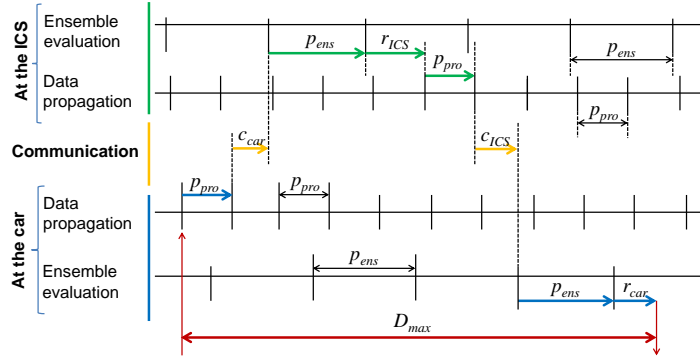 At the ICS
Ensemble
evaluation
p_ens
r_ICS
p_ens
Data
propagation
p_pro
p_pro
Communication
c_car
c_ICS
At the car
Data
propagation
p_pro
p_pro
Ensemble
evaluation
p_ens
p_ens
r_car
D_max